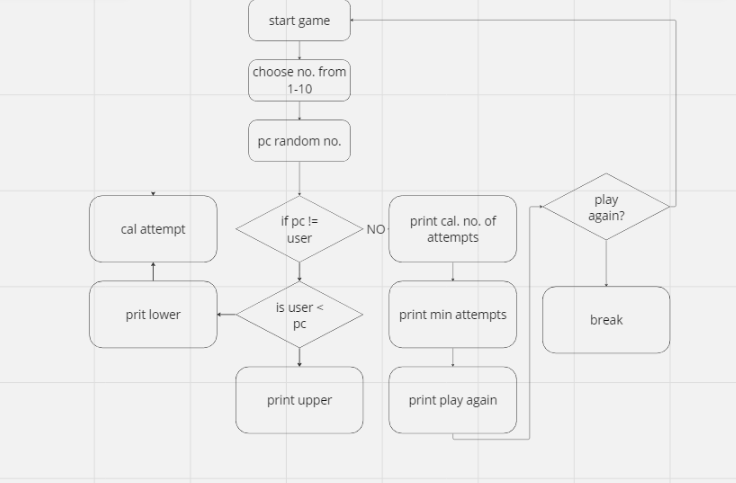 start game
choose no. from
1-10
pc random no.
if pc !=
user
NO
cal attempt
print cal. no. of
attempts
play
again?
prit lower
is user <
pc
print min attempts
break
print upper
print play again